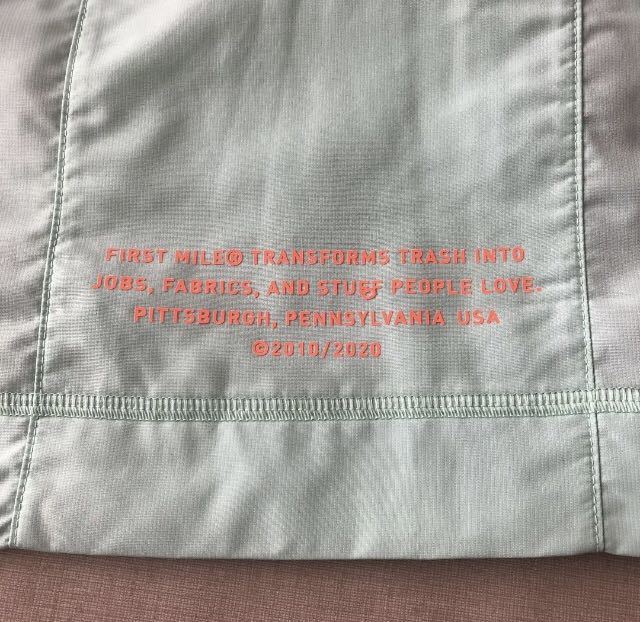 FIRST MILE® TRANSFORMS TRASH INTO
JOBS, FABRICS, AND STUFF PEOPLE LOVE.
PITTSBURGH, PENNSYLVANIA USA
©2010/2020